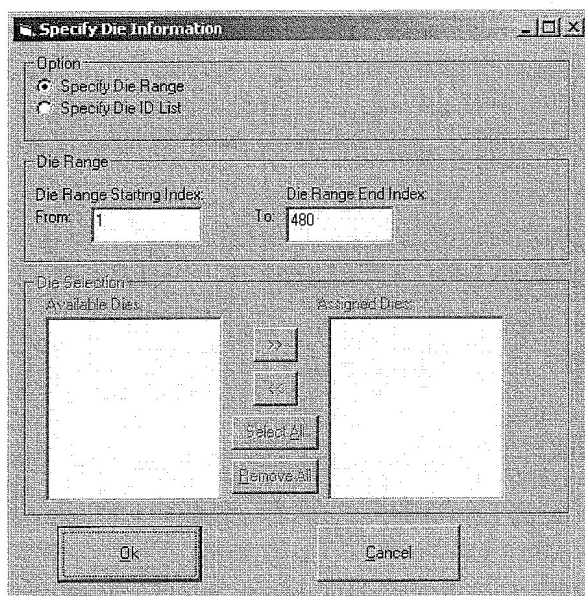 Specify Die Information
Option
Specify Die Range
Specify Die ID List
Die Range
Die Range Starting Index:
Die Range End Index:
From:
1
To:
480
Die Selection
Available Dies:
Assigned Dies:
>>
<<
Select All
Remove All
Ok
Cancel